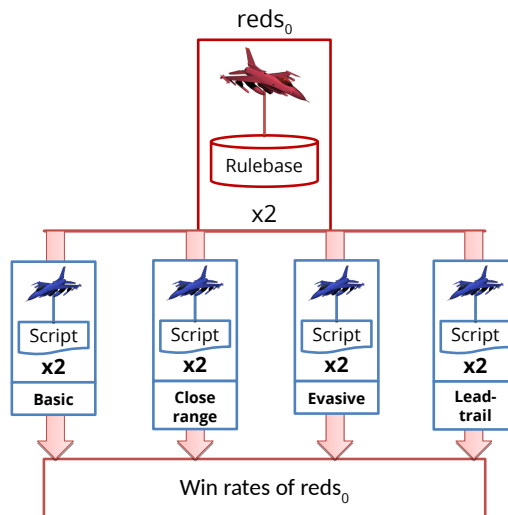 reds₀
Rulebase
x2
Script
x2
Basic
Script
x2
Close
range
Script
x2
Evasive
Script
x2
Lead-
trail
Win rates of reds₀